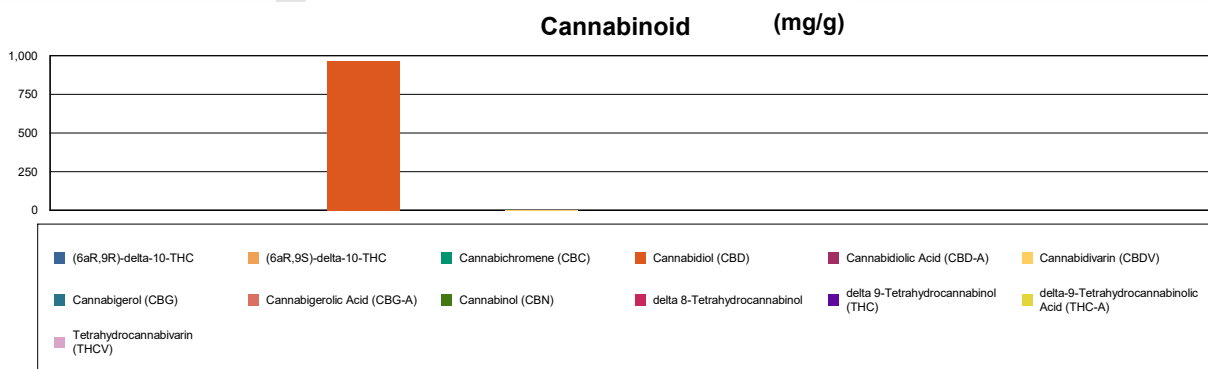 Cannabinoid (mg/g)
1,000
750
500
250
0
(6aR,9R)-delta-10-THC (6aR,9S)-delta-10-THC Cannabichromene (CBC) Cannabidiol (CBD) Cannabidiolic Acid (CBD-A) Cannabidivarin (CBDV)
Cannabigerol (CBG) Cannabigerolic Acid (CBG-A) Cannabinol (CBN) delta 8-Tetrahydrocannabinol delta 9-Tetrahydrocannabinol
(THC)
delta-9-Tetrahydrocannabinolic
Acid (THC-A)
Tetrahydrocannabivarin
(THCV)